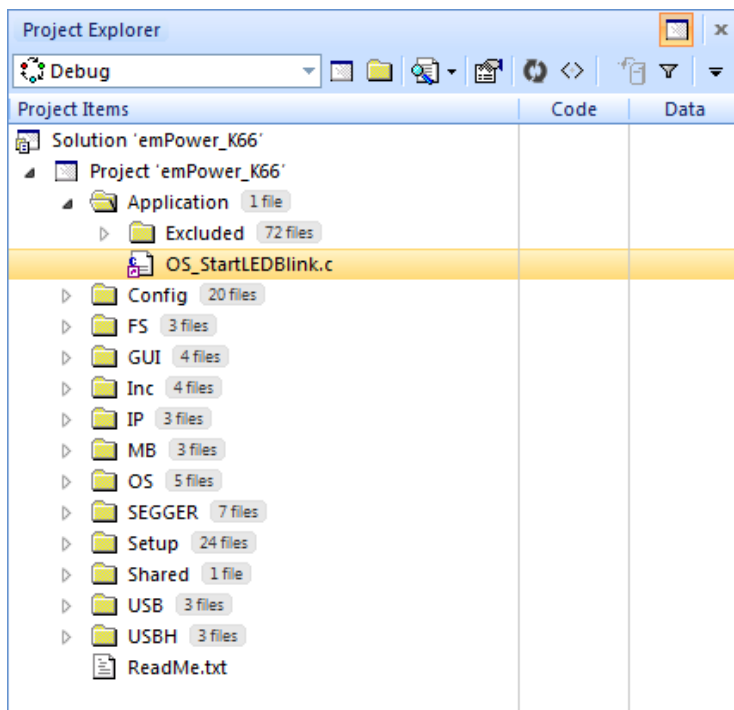 Project Explorer
Debug
Project Items Code Data
Solution 'emPower_K66'
Project 'emPower_K66'
Application 1 file
Excluded 72 files
OS_StartLEDBlink.c
Config 20 files
FS 3 files
GUI 4 files
Inc 4 files
IP 3 files
MB 3 files
OS 5 files
SEGGER 7 files
Setup 24 files
Shared 1 file
USB 3 files
USBH 3 files
ReadMe.txt